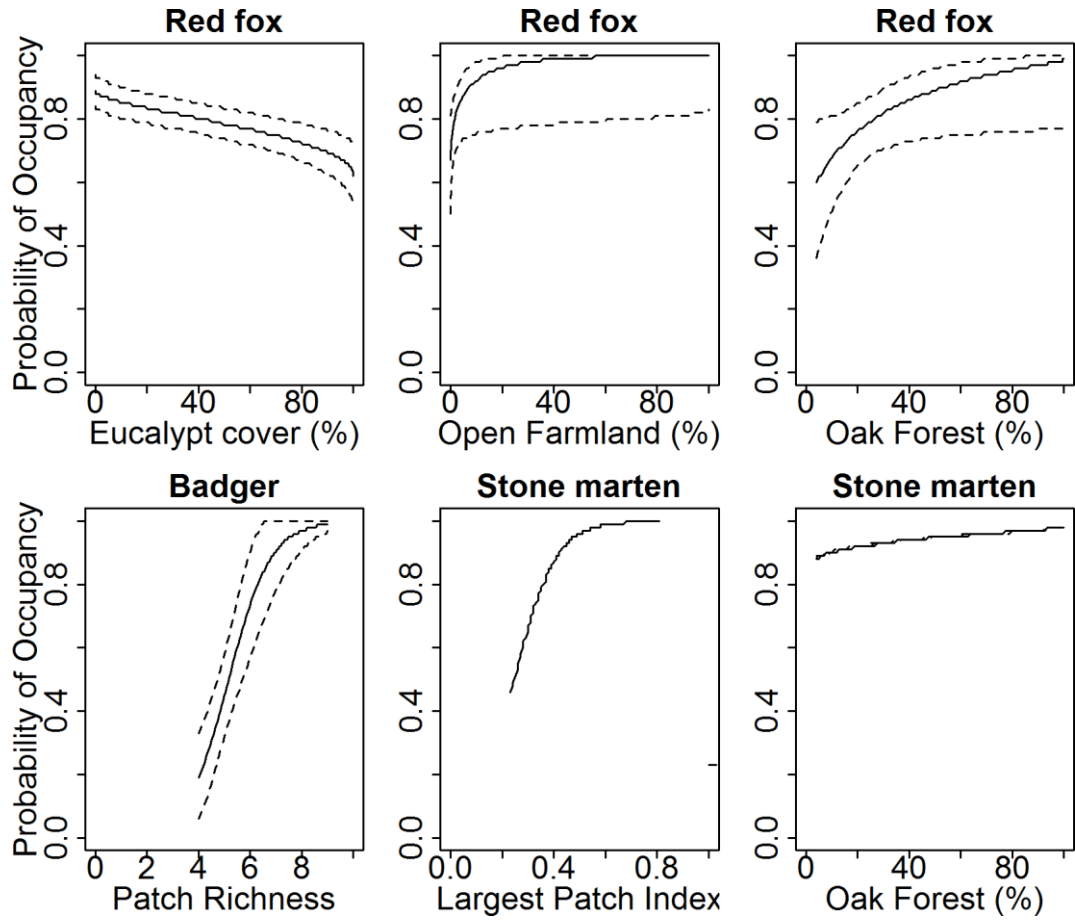 Red fox
Red fox
Red fox
Probability of Occupancy
0.0 0.4 0.8
0.0 0.4 0.8
0.0 0.4 0.8
0 40 80
0 40 80
0 40 80
Eucalypt cover (%)
Open Farmland (%)
Oak Forest (%)
Badger
Stone marten
Stone marten
Probability of Occupancy
0.0 0.4 0.8
0.0 0.4 0.8
0.0 0.4 0.8
0 2 4 6 8
0.0 0.4 0.8
0 40 80
Patch Richness
Largest Patch Index
Oak Forest (%)